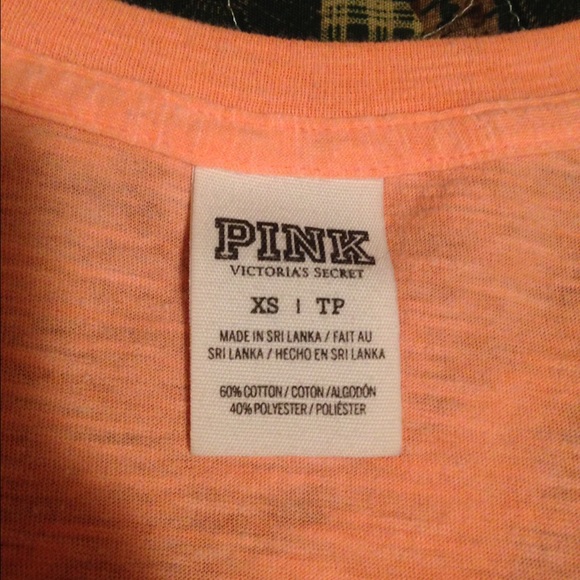 PINK
VICTORIA'S SECRET
XS | TP
MADE IN SRI LANKA / FAIT AU
SRI LANKA / HECHO EN SRI LANKA
60% COTTON / COTON / ALGODÓN
40% POLYESTER / POLIÉSTER